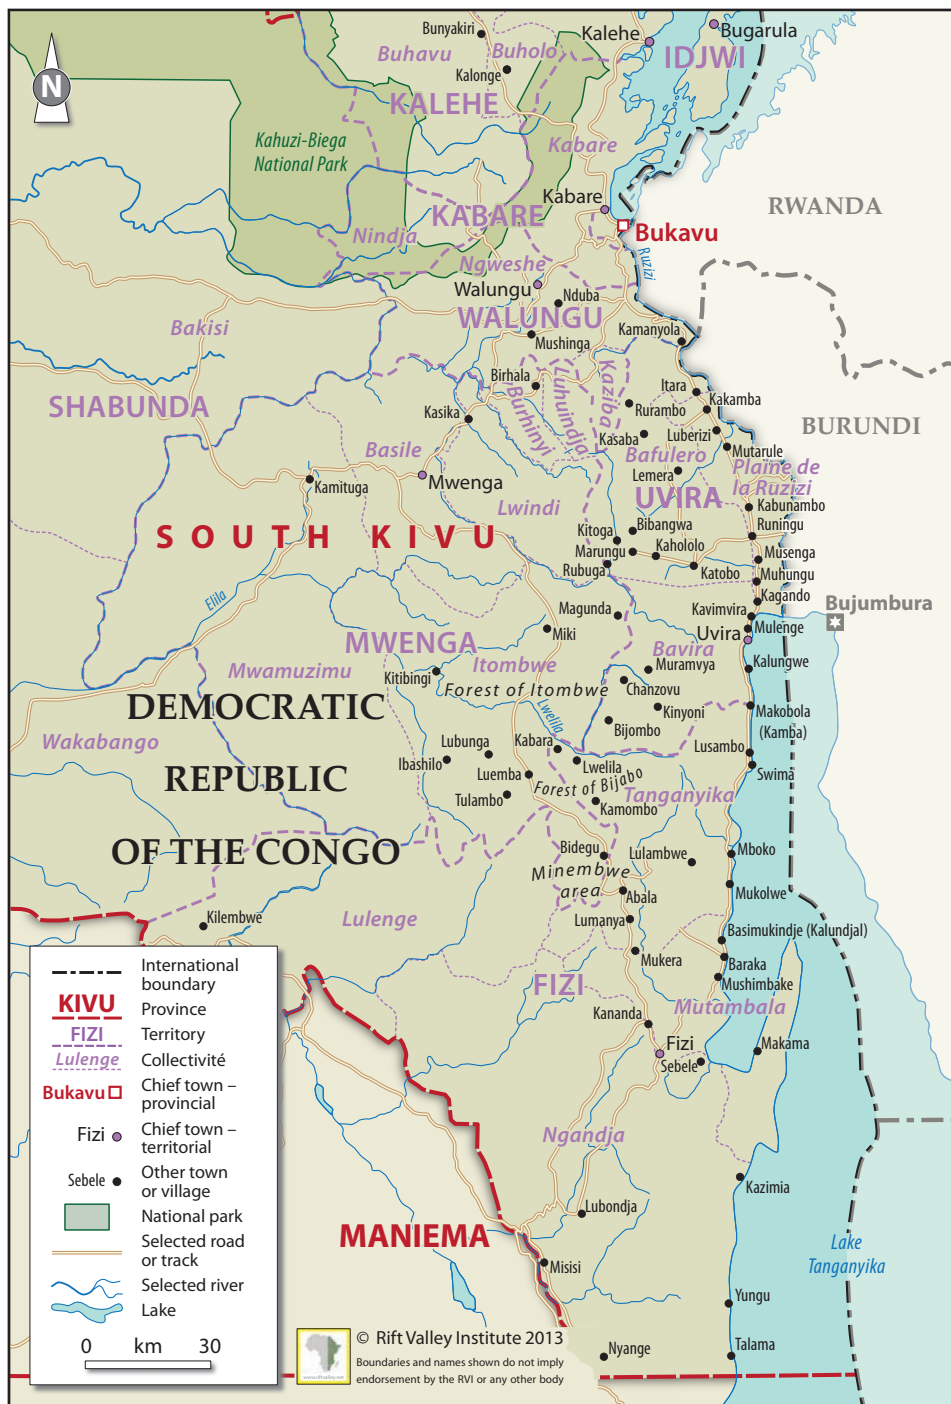 Bunyakiri
Kalehe
Bugarula
Buhavu
Buholo
IDJWI
Kalonge
KALEHE
N
Kahuzi-Biega
National Park
Kabare
Kabare
RWANDA
KABARE
Bukavu
Nindja
Ruzizi
Ngweshe
Walungu
Nduba
WALUNGU
Bakisi
Kamanyola
Mushinga
Birhala
Luhuindja
Kaziba
Itara
SHABUNDA
Burhinyi
Rurambo
Kakamba
Kasika
BURUNDI
Kasaba
Luberizi
Basile
Bafulero
Mutarule
Lemera
Plaine de
la Ruzizi
Mwenga
Kamituga
UVIRA
Lwindi
Kabunambo
SOUTH KIVU
Kitoga
Bibangwa
Runingu
Marungu
Kahololo
Musenga
Rubuga
Katobo
Muhungu
Elila
Kagando
Magunda
Kavimvira
Bujumbura
Miki
Uvira
Mulenge
MWENGA
Bavira
Mwamuzimu
Itombwe
Muramvya
Kalungwe
Kitibingi
Forest of Itombwe
Chanzovu
DEMOCRATIC
Lwelila
Kinyoni
Makobola
(Kamba)
Bijombo
Wakabango
Lubunga
Kabara
Lusambo
Ibashilo
Lwelila
Swima
REPUBLIC
Luemba
Forest of Bijabo
Tulambo
Tanganyika
Kamombo
OF THE CONGO
Bidegu
Lulambwe
Mboko
Minembwe
area
Abala
Mukolwe
Lulenge
Lumanya
Kilembwe
Basimukindje (Kalundjal)
Mukera
Baraka
FIZI
Mushimbake
Mutambala
Kananda
Fizi
Makama
Sebele
Ngandja
Kazimia
Lubondja
MANIEMA
Lake
Tanganyika
Misisi
Yungu
Nyange
Talama
International
boundary
KIVU
Province
FIZI
Territory
Lulenge
Collectivité
Bukavu
Chief town –
provincial
Fizi
Chief town –
territorial
Sebele
Other town
or village
National park
Selected road
or track
Selected river
Lake
0 km 30
© Rift Valley Institute 2013
Boundaries and names shown do not imply
endorsement by the RVI or any other body
www.riftvalley.net